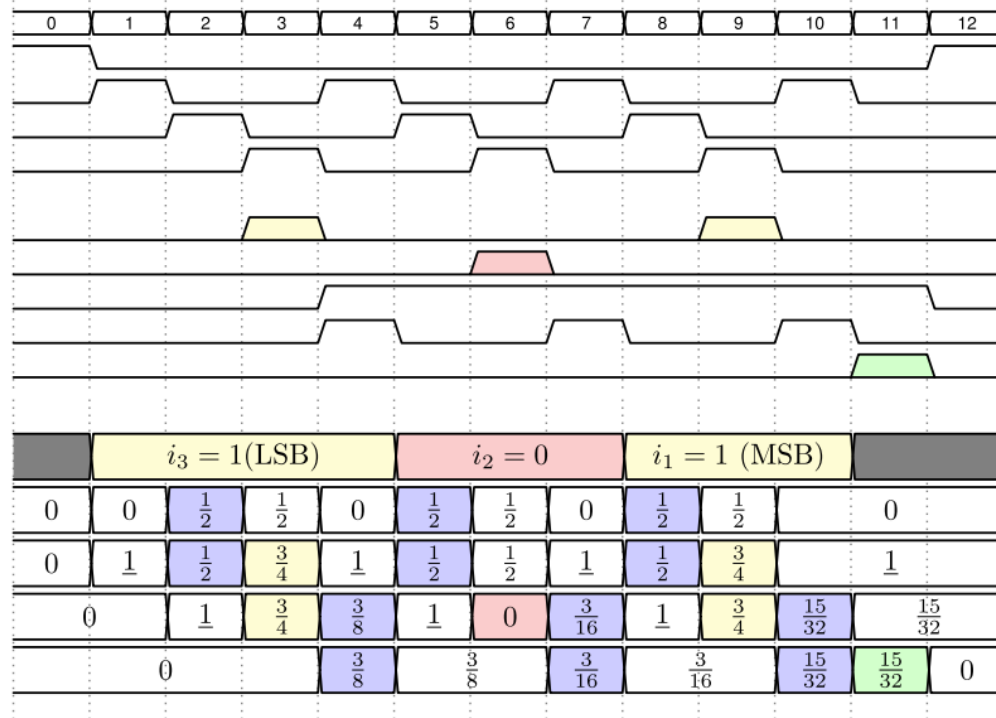 0 1 2 3 4 5 6 7 8 9 10 11 12
i₃ = 1(LSB) i₂ = 0 i₁ = 1 (MSB)
0 0 1/2 1/2 0 1/2 1/2 0 1/2 1/2 0
0 1 1/2 3/4 1 1/2 1/2 1 1/2 3/4 1
0 1 3/4 3/8 1 0 3/16 1 3/4 15/32 15/32
0 3/8 3/8 3/16 3/16 15/32 15/32 0